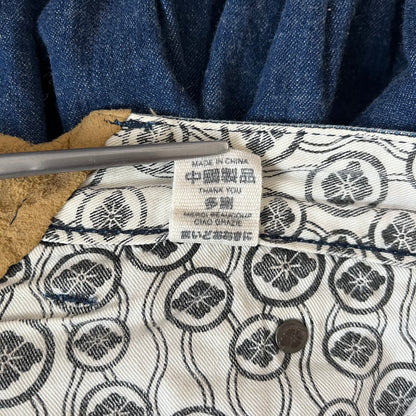 MADE IN CHINA
中國製品
THANK YOU
多謝
MERCI BEAUCOUP
CIAO GRAZIE